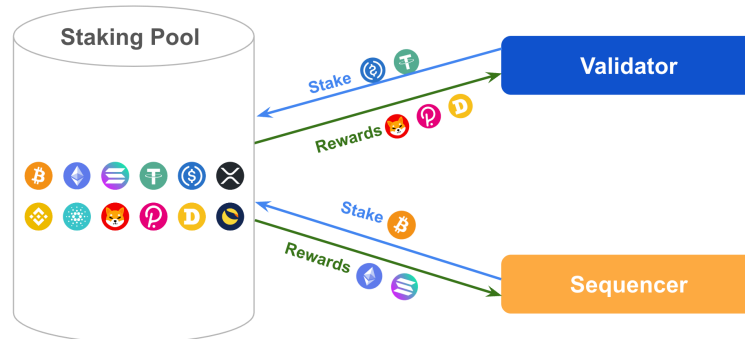 Staking Pool
Stake
Validator
Rewards
Stake
Rewards
Sequencer